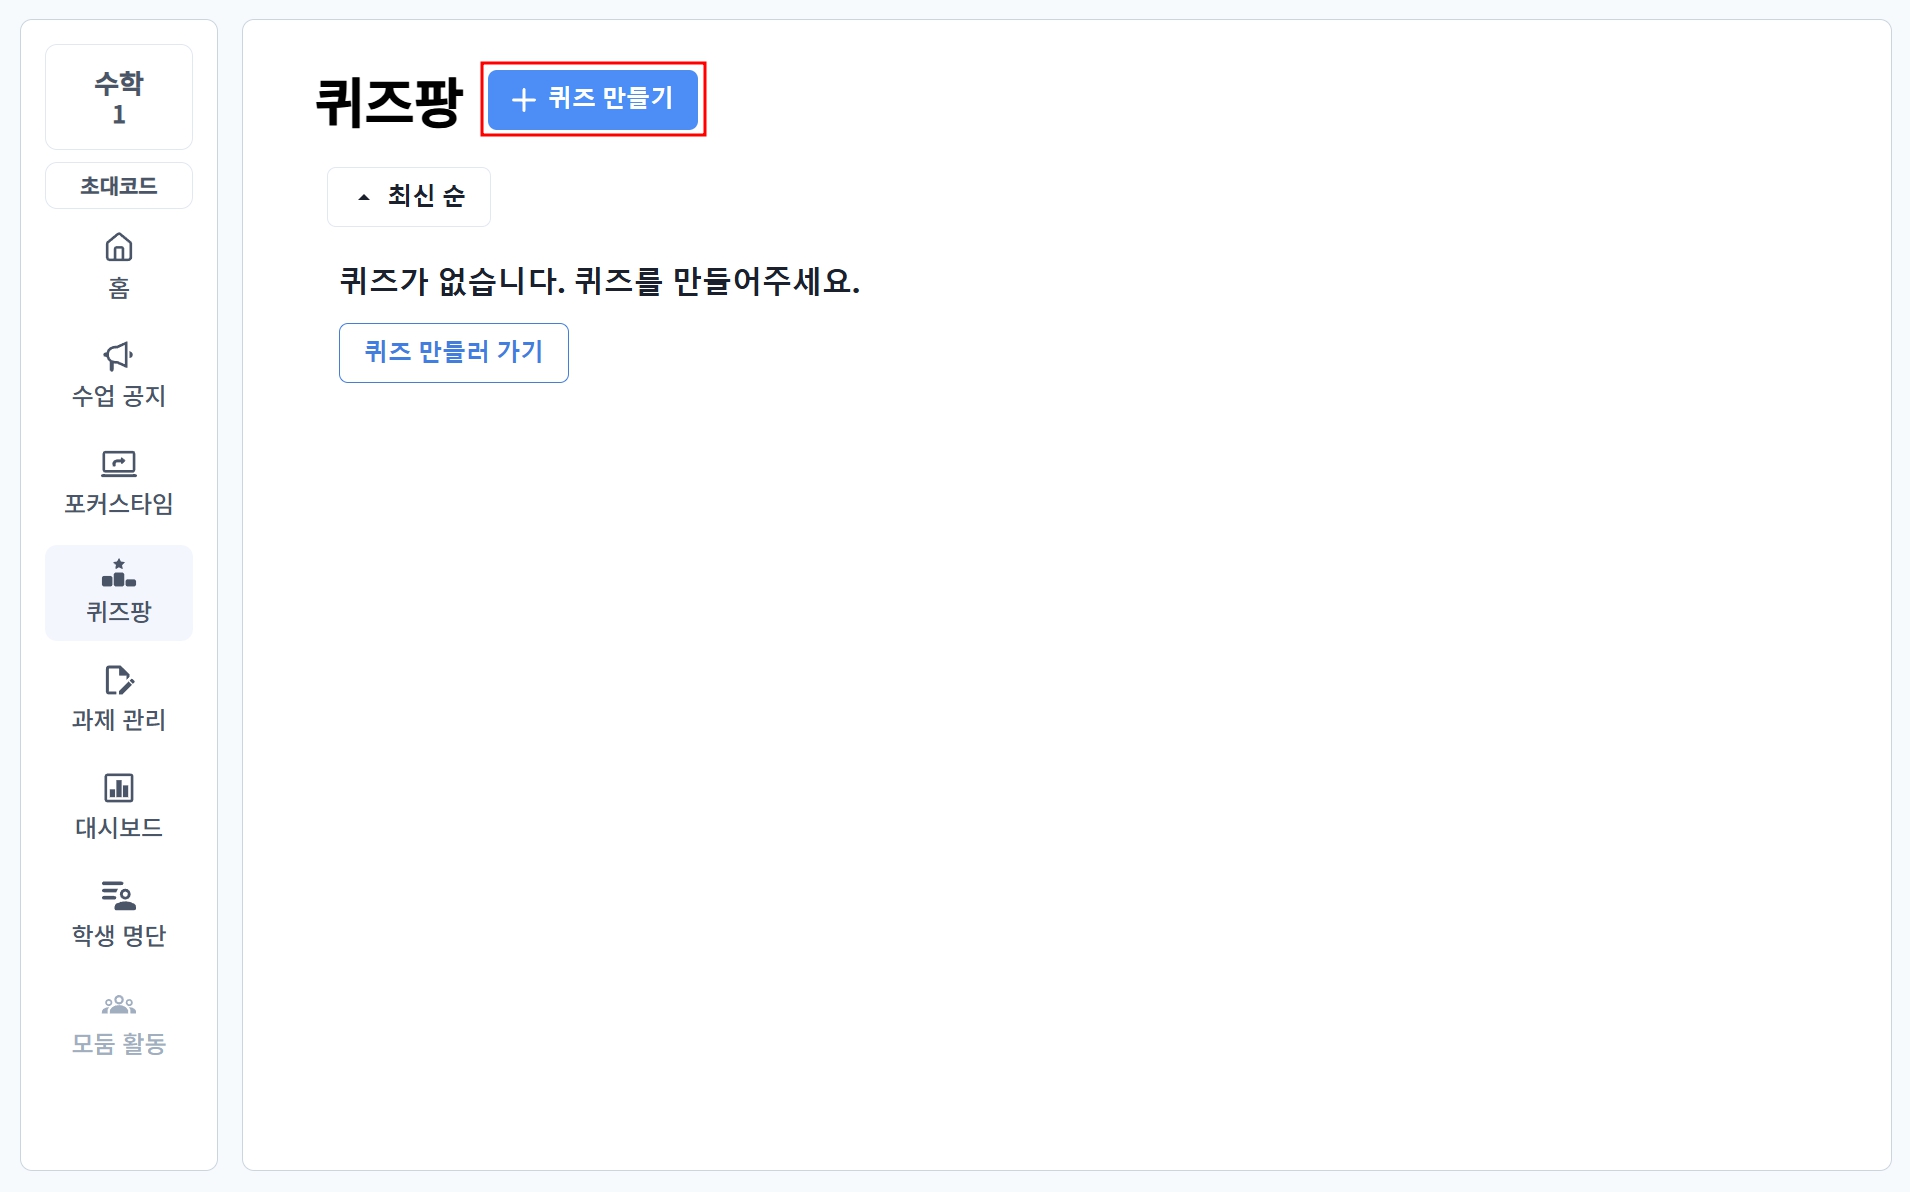 수학
1
초대코드
홈
수업 공지
포커스타임
퀴즈팡
과제 관리
대시보드
학생 명단
모둠 활동
퀴즈팡
퀴즈 만들기
최신 순
퀴즈가 없습니다. 퀴즈를 만들어주세요.
퀴즈 만들러 가기